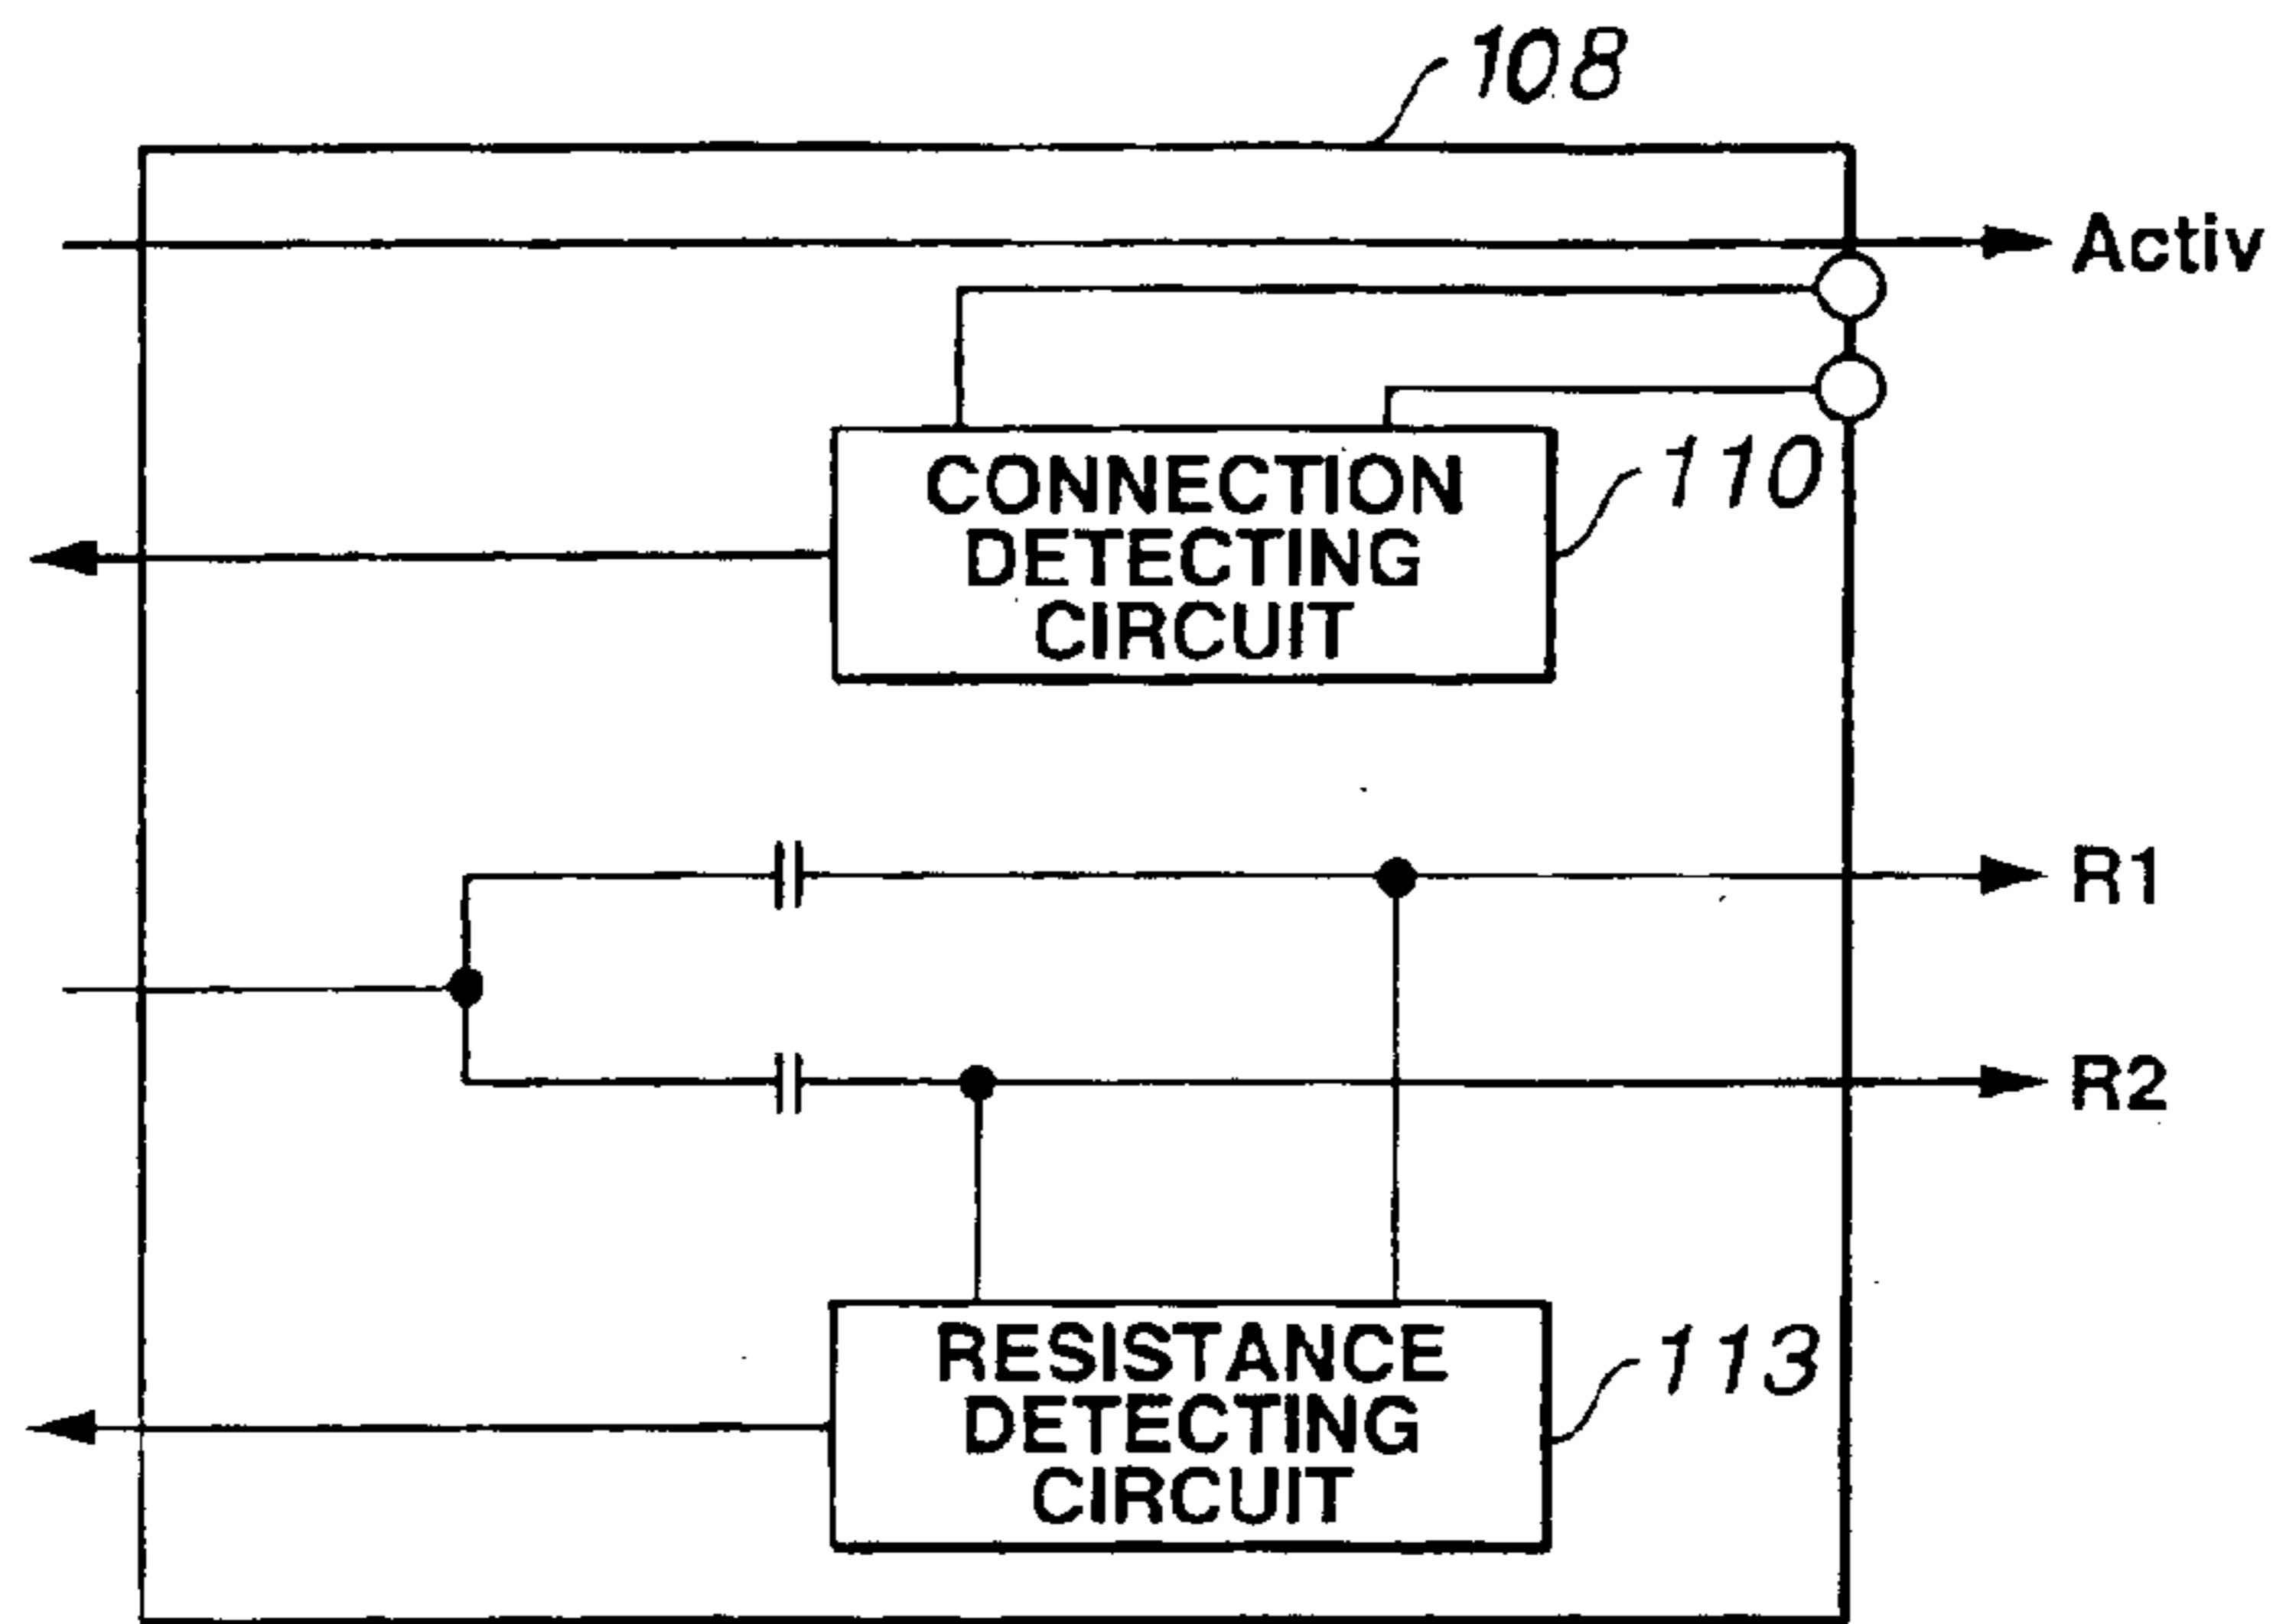 108
Activ
CONNECTION
DETECTING
CIRCUIT
110
R1
R2
RESISTANCE
DETECTING
CIRCUIT
113